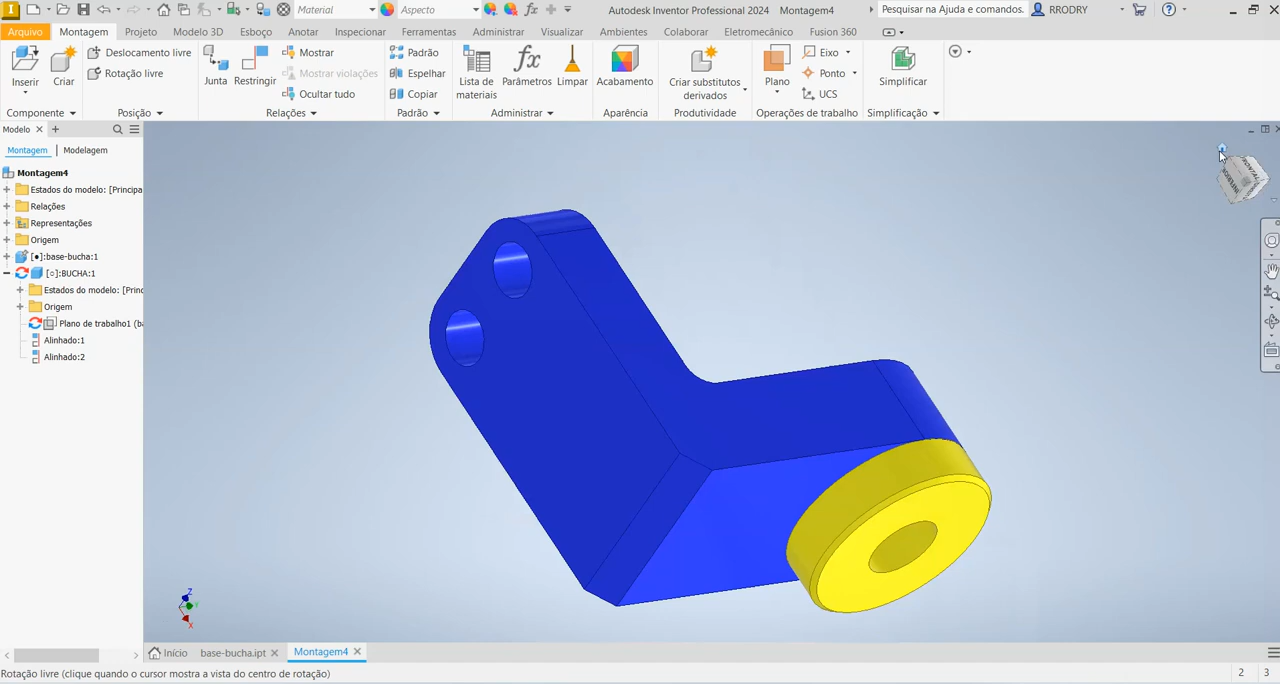 Material
Aspecto
Autodesk Inventor Professional 2024 Montagem4
Pesquisar na Ajuda e comandos.
RRODRY
Arquivo Montagem Projeto Modelo 3D Esboço Anotar Inspecionar Ferramentas Administrar Visualizar Ambientes Colaborar Eletromecânico Fusion 360
Inserir
Criar
Deslocamento livre
Rotação livre
Junta
Restringir
Mostrar
Mostrar violações
Ocultar tudo
Padrão
Espelhar
Copiar
Lista de
materiais
fx
Parâmetros
Limpar
Acabamento
Criar substitutos
derivados
Plano
Eixo
Ponto
UCS
Simplificar
Componente Posição Relações Padrão Administrar Aparência Produtividade Operações de trabalho Simplificação
Modelo
Montagem | Modelagem
Montagem4
Estados do modelo: [Principa
Relações
Representações
Origem
[●]:base-bucha:1
[○]:BUCHA:1
Estados do modelo: [Princ
Origem
Plano de trabalho1 (ba
Alinhado:1
Alinhado:2
Z
Y
X
Início base-bucha.ipt Montagem4
Rotação livre (clique quando o cursor mostra a vista do centro de rotação)
2 3